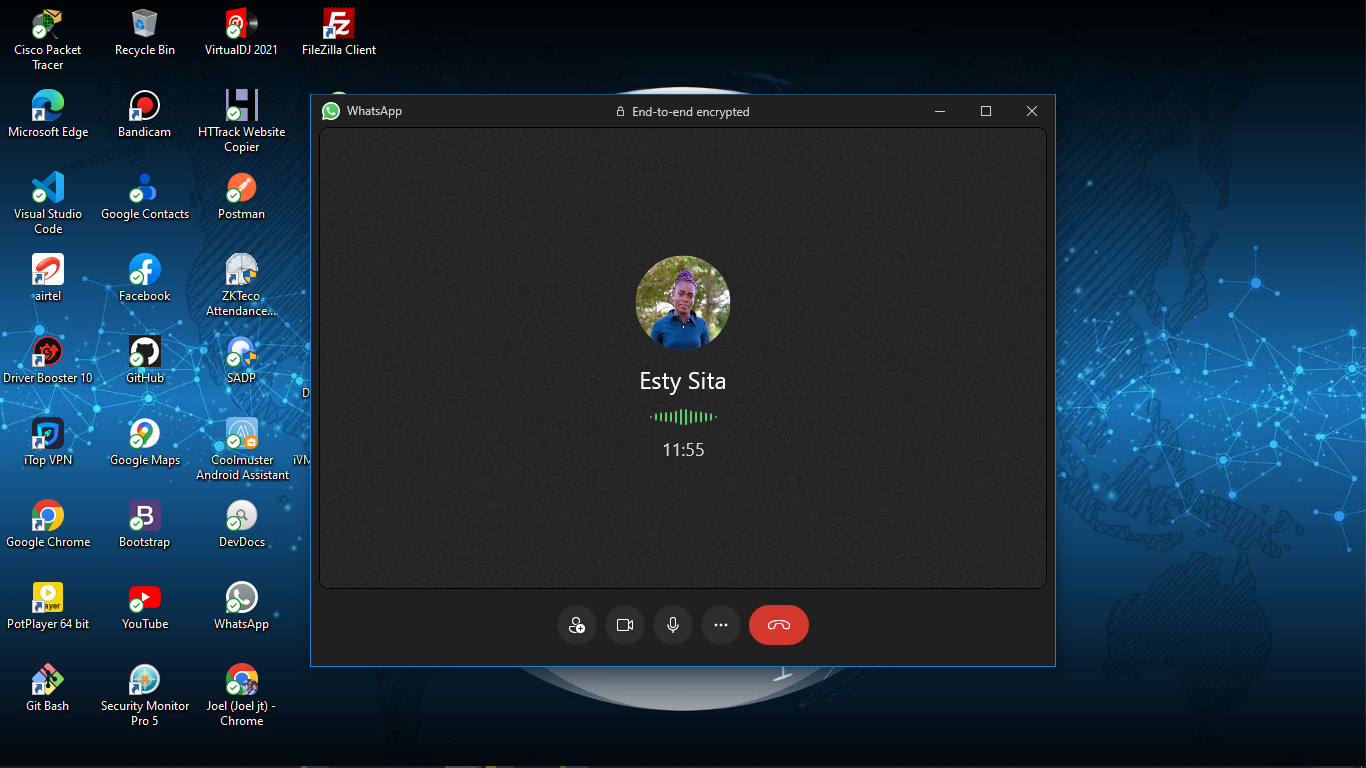 Cisco Packet
Tracer
Recycle Bin
VirtualDJ 2021
FileZilla Client
Microsoft Edge
Bandicam
HTTrack Website
Copier
Visual Studio
Code
Google Contacts
Postman
airtel
Facebook
ZKTeco
Attendance...
Driver Booster 10
GitHub
SADP
D
iTop VPN
Google Maps
Coolmuster
Android Assistant
iVM
Google Chrome
Bootstrap
DevDocs
PotPlayer 64 bit
YouTube
WhatsApp
Git Bash
Security Monitor
Pro 5
Joel (Joel jt) -
Chrome
WhatsApp
End-to-end encrypted
Esty Sita
11:55